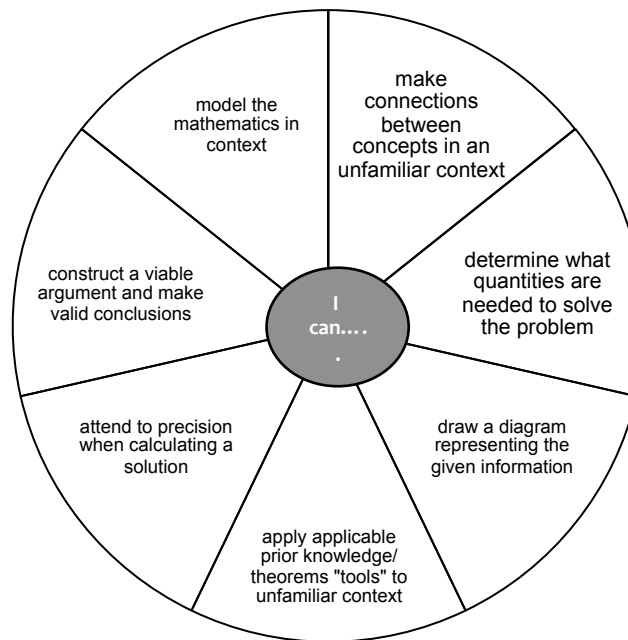 make
connections
between
concepts in an
unfamiliar context
determine what
quantities are
needed to solve
the problem
draw a diagram
representing the
given information
apply applicable
prior knowledge/
theorems "tools" to
unfamiliar context
attend to precision
when calculating a
solution
construct a viable
argument and make
valid conclusions
model the
mathematics in
context
I
can....
.